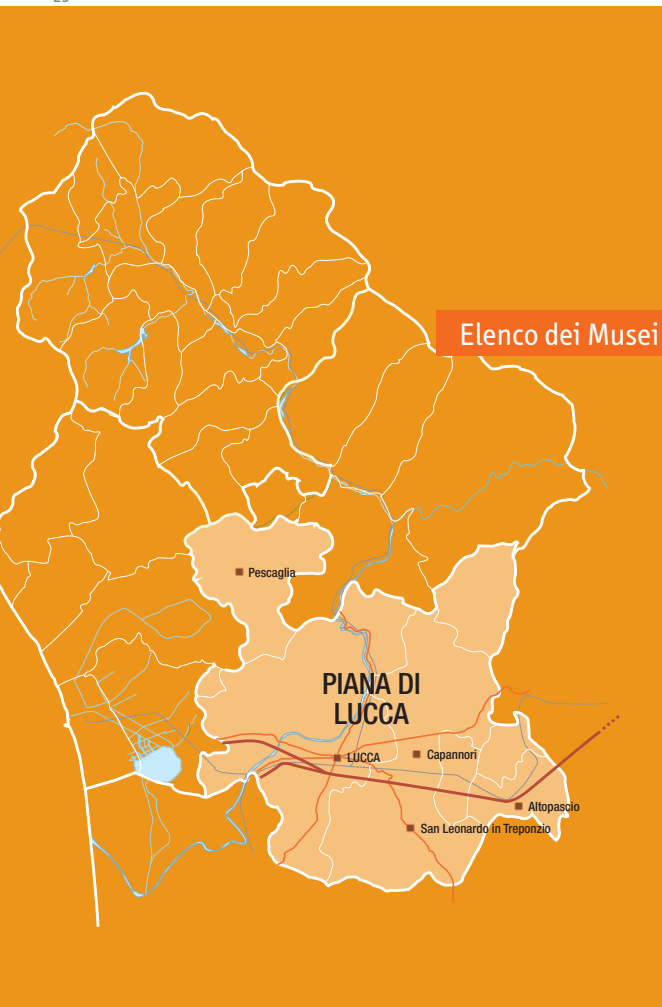 Elenco dei Musei
Pescaglia
PIANA DI
LUCCA
LUCCA
Capannori
Altopascio
San Leonardo in Treponzio